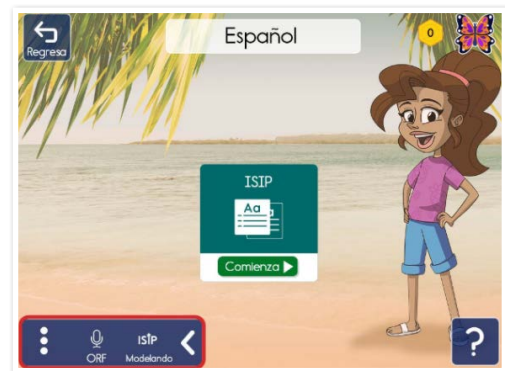 Regresa
Español
0
ISIP
Aa
Comienza
ORF
ISIP
Modelando
?